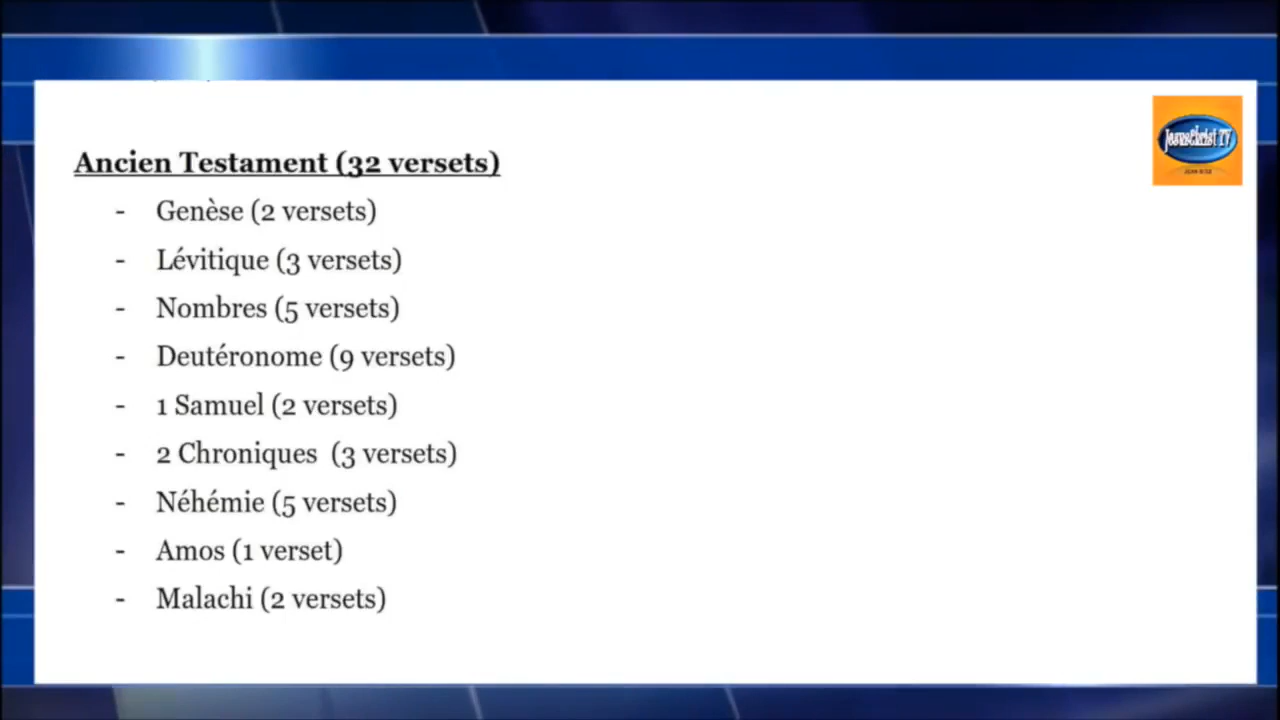 Ancien Testament (32 versets)
- Genèse (2 versets)
- Lévitique (3 versets)
- Nombres (5 versets)
- Deutéronome (9 versets)
- 1 Samuel (2 versets)
- 2 Chroniques (3 versets)
- Néhémie (5 versets)
- Amos (1 verset)
- Malachi (2 versets)
JesusChrist TV